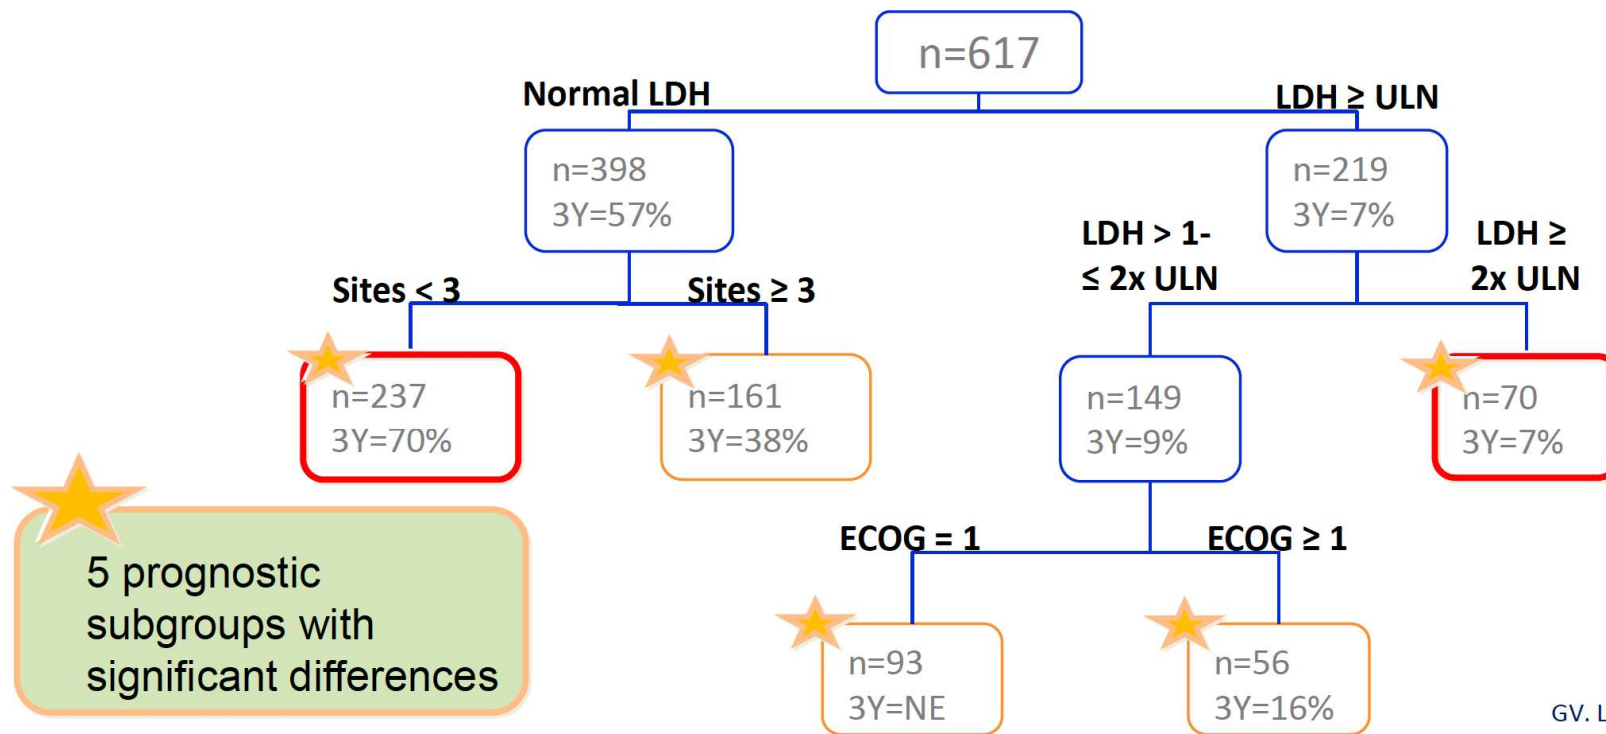 n=617
Normal LDH
LDH ≥ ULN
n=398
3Y=57%
n=219
3Y=7%
LDH > 1-
≤ 2x ULN
LDH ≥
2x ULN
Sites < 3
Sites ≥ 3
n=237
3Y=70%
n=161
3Y=38%
n=149
3Y=9%
n=70
3Y=7%
ECOG = 1
ECOG ≥ 1
n=93
3Y=NE
n=56
3Y=16%
5 prognostic
subgroups with
significant differences
GV. L